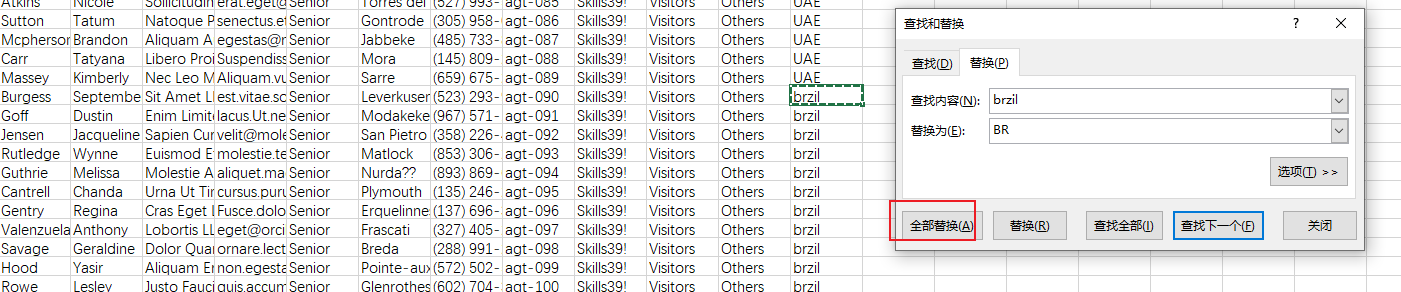 Atkins Nicole Sollicitudin erat.eget@ Senior Torres del (527) 993- agt-085 Skills39! Visitors Others UAE
Sutton Tatum Natoque P senectus.et Senior Gontrode (305) 958- agt-086 Skills39! Visitors Others UAE
Mcpherson Brandon Aliquam A egestas@r Senior Jabbeke (485) 733- agt-087 Skills39! Visitors Others UAE
Carr Tatyana Libero Proi Suspendiss Senior Mora (145) 809- agt-088 Skills39! Visitors Others UAE
Massey Kimberly Nec Leo M Aliquam.vu Senior Sarre (659) 675- agt-089 Skills39! Visitors Others UAE
Burgess Septembe Sit Amet Ll est.vitae.so Senior Leverkusen (523) 293- agt-090 Skills39! Visitors Others brzil
Goff Dustin Enim Limit lacus.Ut.ne Senior Modakeke (967) 571- agt-091 Skills39! Visitors Others brzil
Jensen Jacqueline Sapien Cur velit@mole Senior San Pietro (358) 226- agt-092 Skills39! Visitors Others brzil
Rutledge Wynne Euismod E molestie.te Senior Matlock (853) 306- agt-093 Skills39! Visitors Others brzil
Guthrie Melissa Molestie A aliquet.ma Senior Nurda?? (893) 869- agt-094 Skills39! Visitors Others brzil
Cantrell Chanda Urna Ut Tin cursus.puru Senior Plymouth (135) 246- agt-095 Skills39! Visitors Others brzil
Gentry Regina Cras Eget L Fusce.dolo Senior Erquelinne (137) 696- agt-096 Skills39! Visitors Others brzil
Valenzuela Anthony Lobortis Ll eget@orci Senior Frascati (327) 405- agt-097 Skills39! Visitors Others brzil
Savage Geraldine Dolor Quar ornare.lect Senior Breda (288) 991- agt-098 Skills39! Visitors Others brzil
Hood Yasir Aliquam Er non.egesta Senior Pointe-aux (572) 502- agt-099 Skills39! Visitors Others brzil
Rowe Lesley Justo Fauci quis.accum Senior Glenrothes (602) 704- agt-100 Skills39! Visitors Others brzil
查找和替换 ? ×
查找(D) 替换(P)
查找内容(N): brzil
替换为(E): BR
选项(T) >>
全部替换(A) 替换(R) 查找全部(I) 查找下一个(F) 关闭